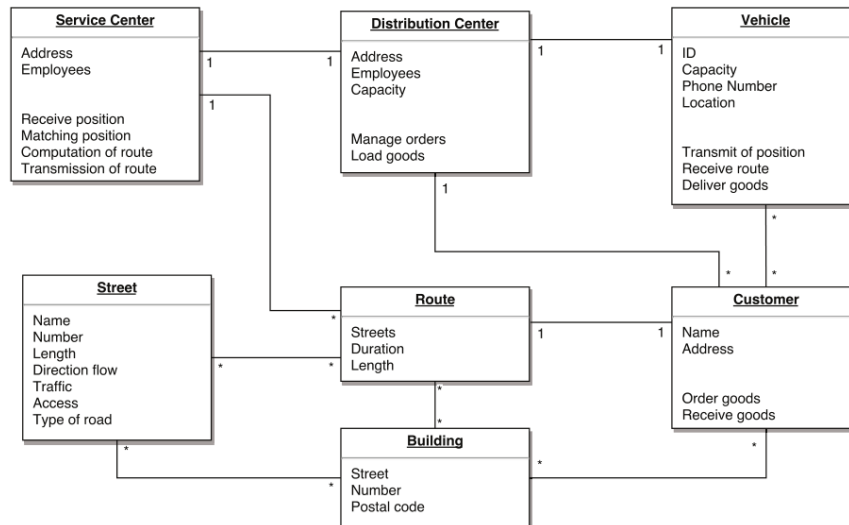 Service Center
Address
Employees
Receive position
Matching position
Computation of route
Transmission of route
1
1
1
Distribution Center
Address
Employees
Capacity
Manage orders
Load goods
1
1
1
Vehicle
ID
Capacity
Phone Number
Location
Transmit of position
Receive route
Deliver goods
*
*
*
Street
Name
Number
Length
Direction flow
Traffic
Access
Type of road
*
*
*
Route
Streets
Duration
Length
*
1
1
*
*
Customer
Name
Address
Order goods
Receive goods
*
*
Building
Street
Number
Postal code
*
*